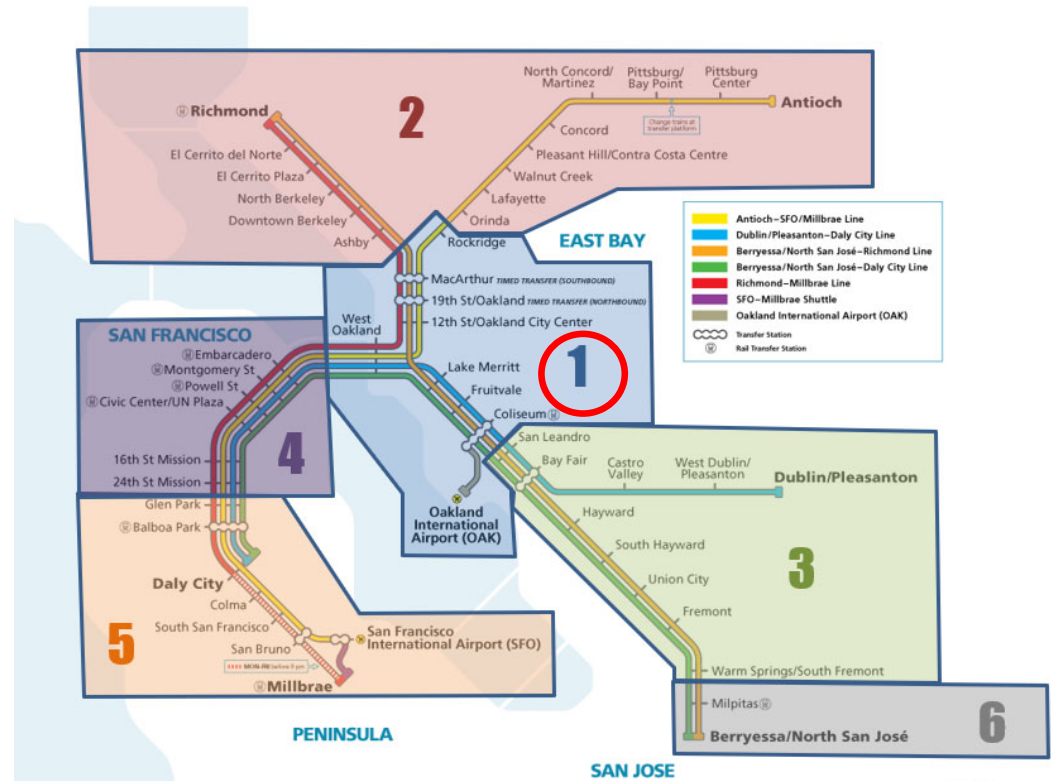 2
North Concord/
Martinez
Pittsburg/
Bay Point
Pittsburg
Center
Antioch
Change trains at
transfer platform
Concord
Pleasant Hill/Contra Costa Centre
Walnut Creek
Lafayette
Orinda
Richmond
El Cerrito del Norte
El Cerrito Plaza
North Berkeley
Downtown Berkeley
Ashby
Rockridge
EAST BAY
MacArthur TIMED TRANSFER (SOUTHBOUND)
19th St/Oakland TIMED TRANSFER (NORTHBOUND)
12th St/Oakland City Center
West
Oakland
1
Lake Merritt
Fruitvale
Coliseum
Oakland
International
Airport (OAK)
Antioch–SFO/Millbrae Line
Dublin/Pleasanton–Daly City Line
Berryessa/North San José–Richmond Line
Berryessa/North San José–Daly City Line
Richmond–Millbrae Line
SFO–Millbrae Shuttle
Oakland International Airport (OAK)
Transfer Station
Rail Transfer Station
SAN FRANCISCO
Embarcadero
Montgomery St
Powell St
Civic Center/UN Plaza
16th St Mission
24th St Mission
4
Glen Park
Balboa Park
Daly City
Colma
South San Francisco
San Bruno
MON-FRI before 9 pm
Millbrae
San Francisco
International Airport (SFO)
5
PENINSULA
San Leandro
Bay Fair
Castro
Valley
West Dublin/
Pleasanton
Dublin/Pleasanton
Hayward
South Hayward
Union City
Fremont
Warm Springs/South Fremont
3
Milpitas
Berryessa/North San José
6
SAN JOSE